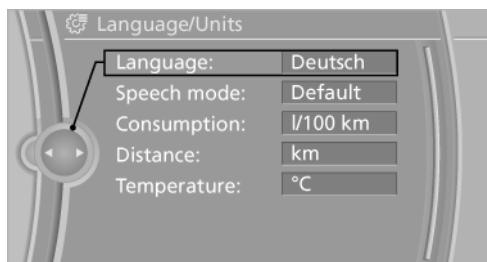 Language/Units
Language: Deutsch
Speech mode: Default
Consumption: l/100 km
Distance: km
Temperature: °C